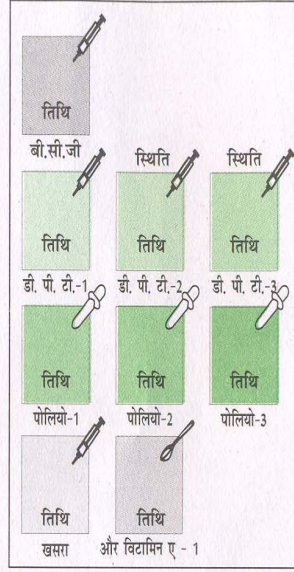 तिथि
बी.सी.जी
स्थिति स्थिति
तिथि तिथि तिथि
डी. पी. टी.-1 डी. पी. टी.-2 डी. पी. टी.-3
तिथि तिथि तिथि
पोलियो-1 पोलियो-2 पोलियो-3
तिथि तिथि
खसरा और विटामिन ए - 1